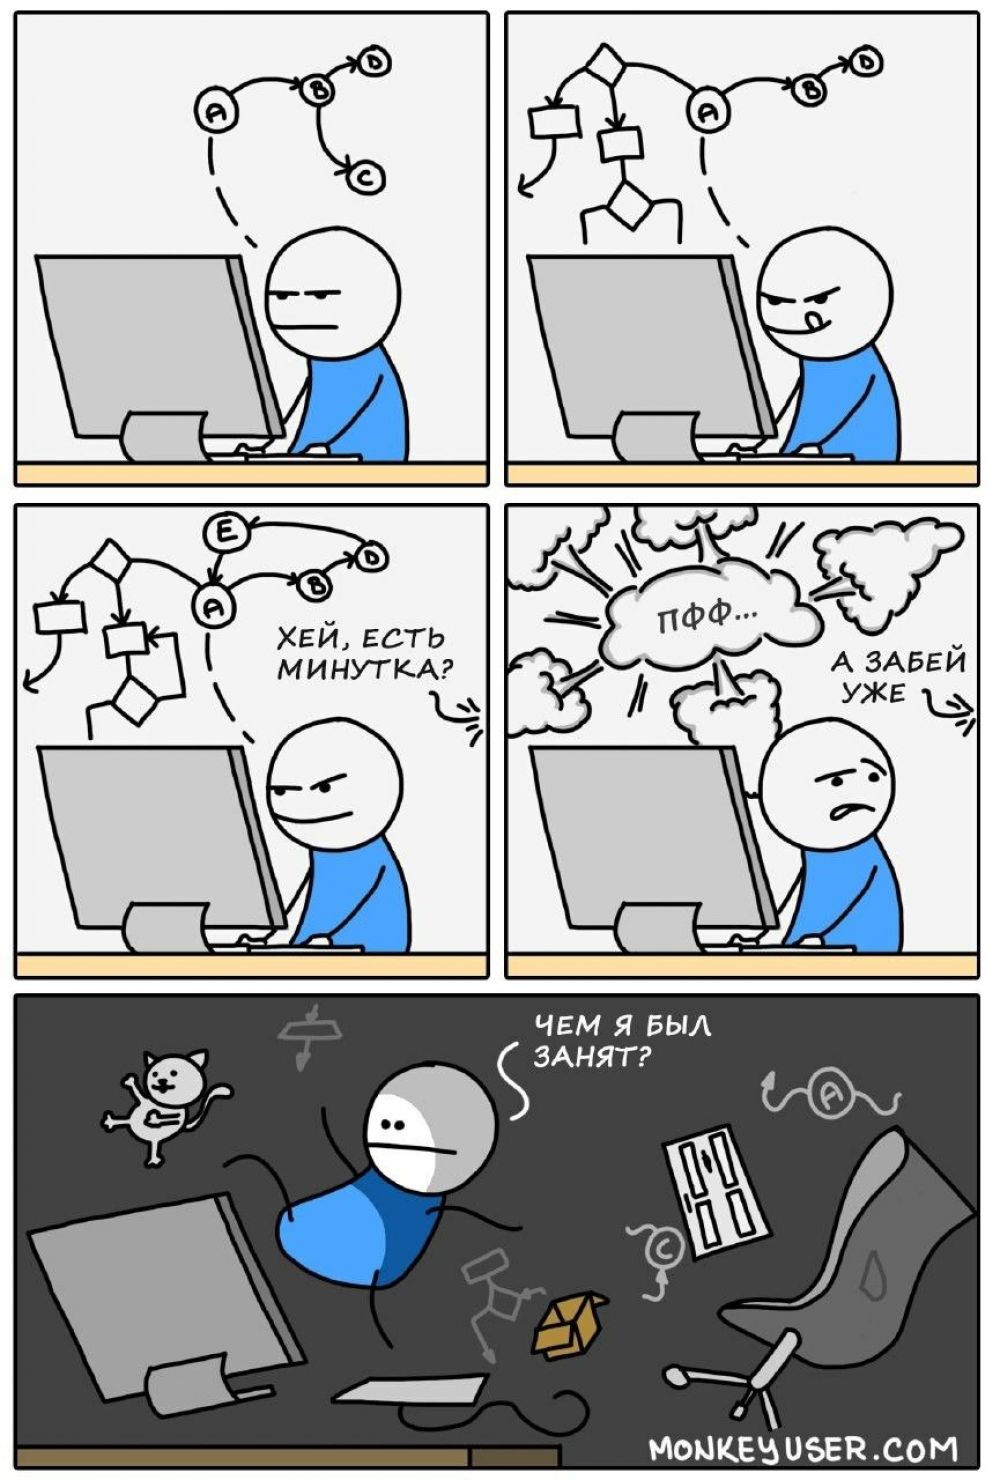 A
B
D
C
A
B
D
E
A
B
D
ХЕЙ, ЕСТЬ
МИНУТКА?
ПФФ...
А ЗАБЕЙ
УЖЕ
ЧЕМ Я БЫЛ
ЗАНЯТ?
A
C
MONKEYUSER.COM